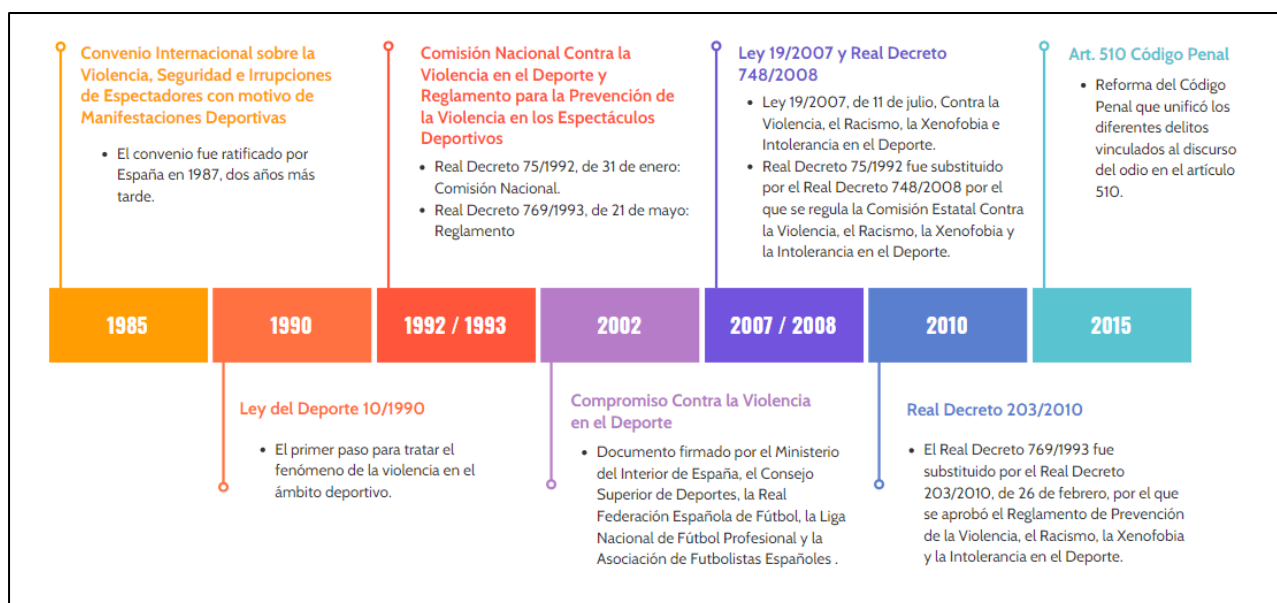 Convenio Internacional sobre la
Violencia, Seguridad e Irrupciones
de Espectadores con motivo de
Manifestaciones Deportivas
• El convenio fue ratificado por
España en 1987, dos años más
tarde.
Comisión Nacional Contra la
Violencia en el Deporte y
Reglamento para la Prevención de
la Violencia en los Espectáculos
Deportivos
• Real Decreto 75/1992, de 31 de enero:
Comisión Nacional.
• Real Decreto 769/1993, de 21 de mayo:
Reglamento
Ley 19/2007 y Real Decreto
748/2008
• Ley 19/2007, de 11 de julio, Contra la
Violencia, el Racismo, la Xenofobia e
Intolerancia en el Deporte.
• Real Decreto 75/1992 fue substituido
por el Real Decreto 748/2008 por el
que se regula la Comisión Estatal Contra
la Violencia, el Racismo, la Xenofobia y
la Intolerancia en el Deporte.
Art. 510 Código Penal
• Reforma del Código
Penal que unificó los
diferentes delitos
vinculados al discurso
del odio en el artículo
510.
1985
1990
1992 / 1993
2002
2007 / 2008
2010
2015
Ley del Deporte 10/1990
• El primer paso para tratar el
fenómeno de la violencia en el
ámbito deportivo.
Compromiso Contra la Violencia
en el Deporte
• Documento firmado por el Ministerio
del Interior de España, el Consejo
Superior de Deportes, la Real
Federación Española de Fútbol, la Liga
Nacional de Fútbol Profesional y la
Asociación de Futbolistas Españoles .
Real Decreto 203/2010
• El Real Decreto 769/1993 fue
substituido por el Real Decreto
203/2010, de 26 de febrero, por el que
se aprobó el Reglamento de Prevención
de la Violencia, el Racismo, la Xenofobia
y la Intolerancia en el Deporte.